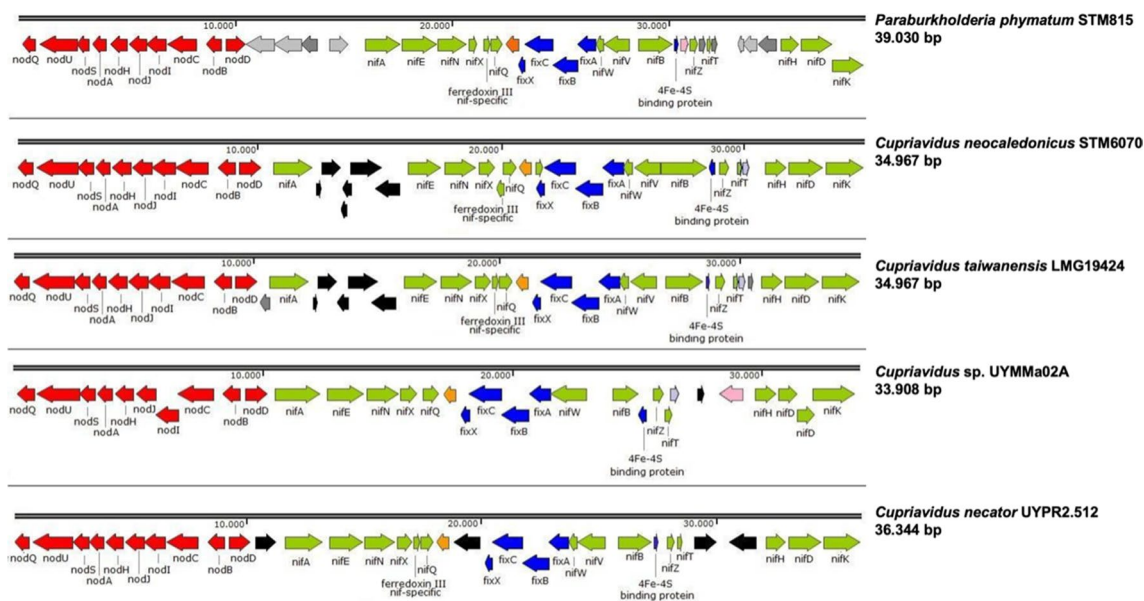 10.000 20.000 30.000
Paraburkholderia phymatum STM815
39.030 bp
nodQ nodU nodS nodA nodH nodJ nodI nodC nodB nodD nifA nifE nifN nifX nifQ fixX fixC fixB fixA nifW nifV nifB nifZ nifT nifH nifD nifK
ferredoxin III
nif-specific
4Fe-4S
binding protein
10.000 20.000 30.000
Cupriavidus neocaledonicus STM6070
34.967 bp
nodQ nodU nodS nodA nodH nodJ nodI nodC nodB nodD nifA nifE nifN nifX nifQ fixX fixC fixB fixA nifW nifV nifB nifZ nifT nifH nifD nifK
ferredoxin III
nif-specific
4Fe-4S
binding protein
10.000 20.000 30.000
Cupriavidus taiwanensis LMG19424
34.967 bp
nodQ nodU nodS nodA nodH nodJ nodI nodC nodB nodD nifA nifE nifN nifX nifQ fixX fixC fixB fixA nifW nifV nifB nifZ nifT nifH nifD nifK
ferredoxin III
nif-specific
4Fe-4S
binding protein
10.000 20.000 30.000
Cupriavidus sp. UYMMa02A
33.908 bp
nodQ nodU nodS nodA nodH nodJ nodI nodC nodB nodD nifA nifE nifN nifX nifQ fixX fixC fixB fixA nifW nifB nifZ nifT nifH nifD nifD nifK
4Fe-4S
binding protein
10.000 20.000 30.000
Cupriavidus necator UYPR2.512
36.344 bp
nodQ nodU nodS nodA nodH nodJ nodI nodC nodB nodD nifA nifE nifN nifX nifQ fixX fixC fixB fixA nifW nifV nifB nifZ nifT nifH nifD nifK
ferredoxin III
nif-specific
4Fe-4S
binding protein